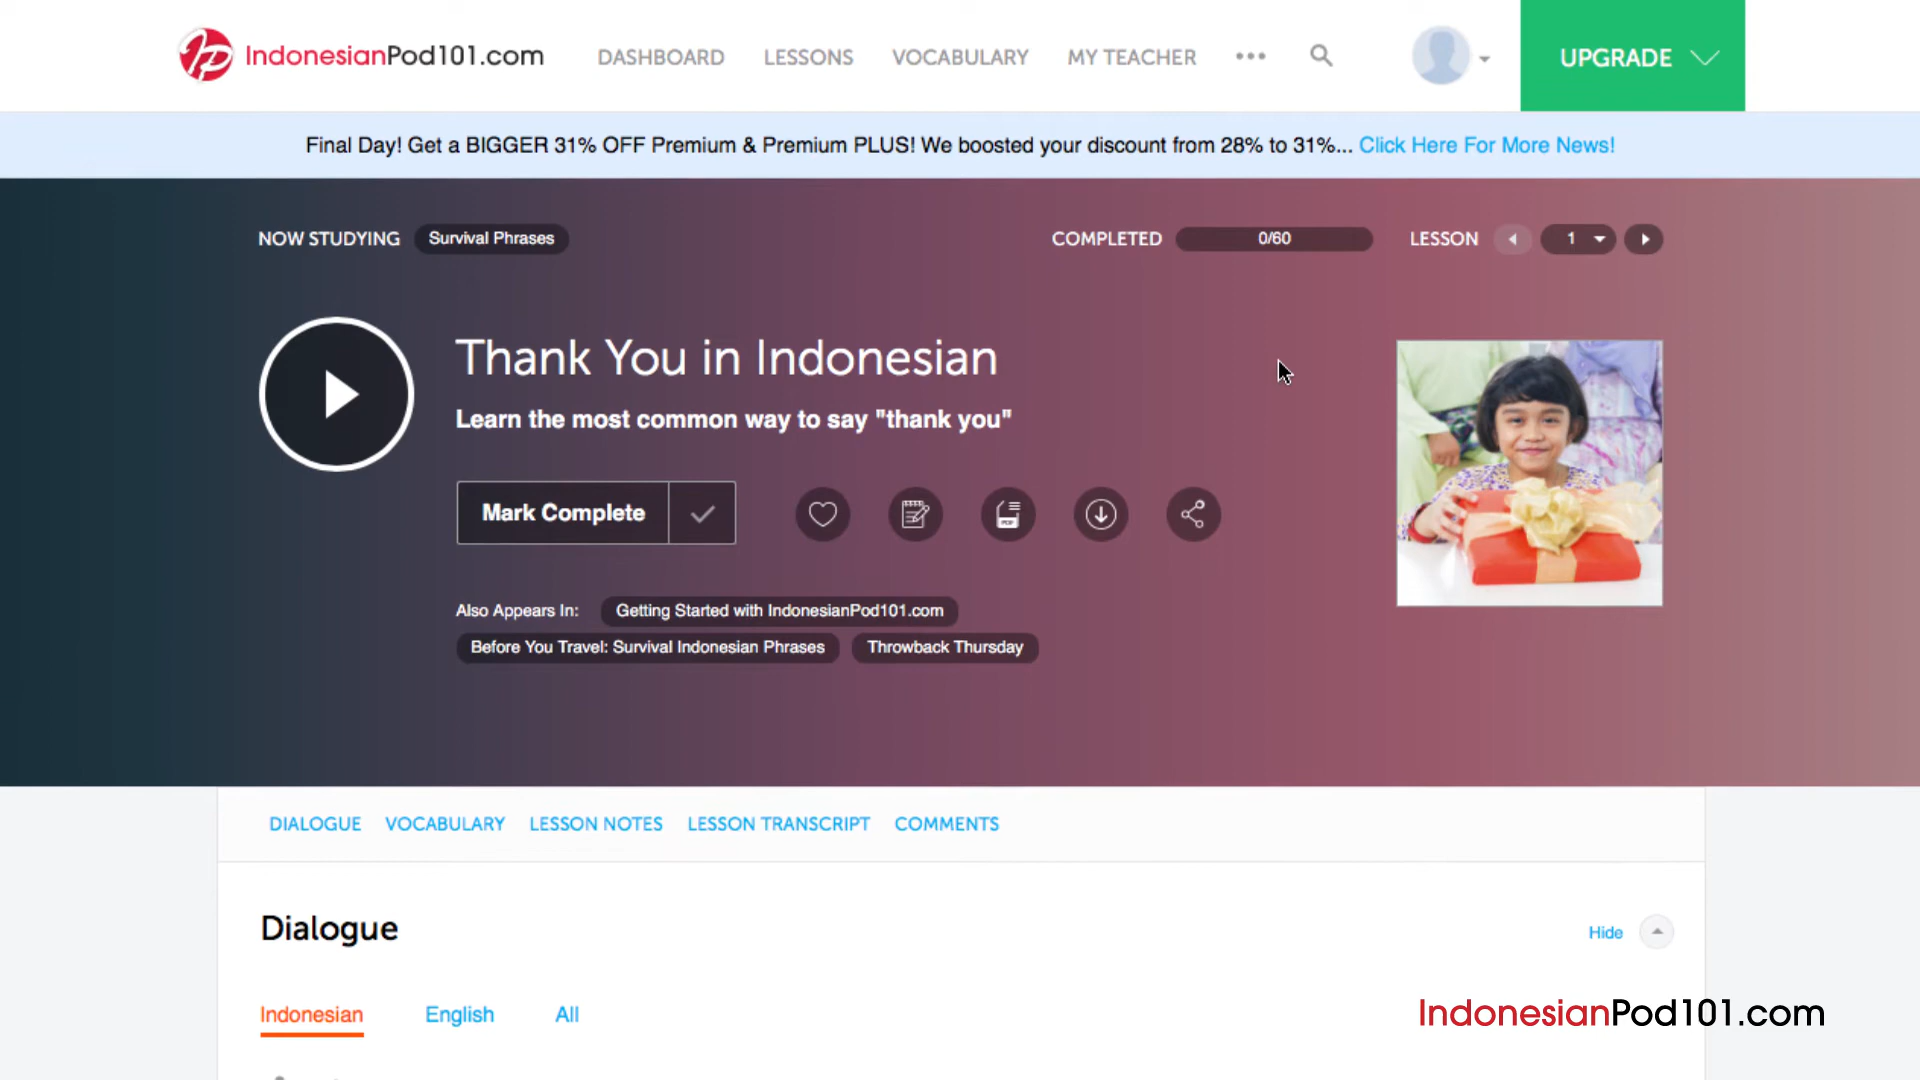 IndonesianPod101.com
DASHBOARD LESSONS VOCABULARY MY TEACHER
UPGRADE
Final Day! Get a BIGGER 31% OFF Premium & Premium PLUS! We boosted your discount from 28% to 31%... Click Here For More News!
NOW STUDYING Survival Phrases COMPLETED 0/60 LESSON 1
Thank You in Indonesian
Learn the most common way to say "thank you"
Mark Complete
PDF
Also Appears In: Getting Started with IndonesianPod101.com
Before You Travel: Survival Indonesian Phrases Throwback Thursday
DIALOGUE VOCABULARY LESSON NOTES LESSON TRANSCRIPT COMMENTS
Dialogue
Hide
Indonesian English All
IndonesianPod101.com